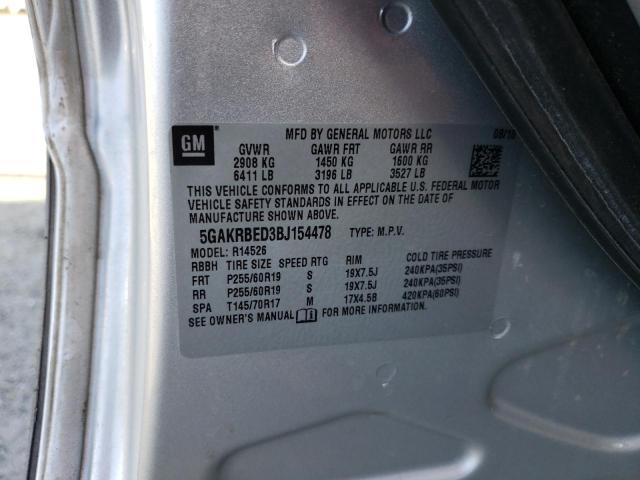 GM
MFD BY GENERAL MOTORS LLC 08/10
GVWR GAWR FRT GAWR RR
2908 KG 1450 KG 1600 KG
6411 LB 3196 LB 3527 LB
THIS VEHICLE CONFORMS TO ALL APPLICABLE U.S. FEDERAL MOTOR
VEHICLE SAFETY STANDARDS IN EFFECT ON THE DATE OF
MANUFACTURE SHOWN ABOVE.
5GAKRBED3BJ154478 TYPE: M.P.V.
MODEL: R14526
RBBH TIRE SIZE SPEED RTG RIM COLD TIRE PRESSURE
FRT P255/60R19 S 19X7.5J 240KPA(35PSI)
RR P255/60R19 S 19X7.5J 240KPA(35PSI)
SPA T145/70R17 M 17X4.5B 420KPA(60PSI)
SEE OWNER'S MANUAL FOR MORE INFORMATION.